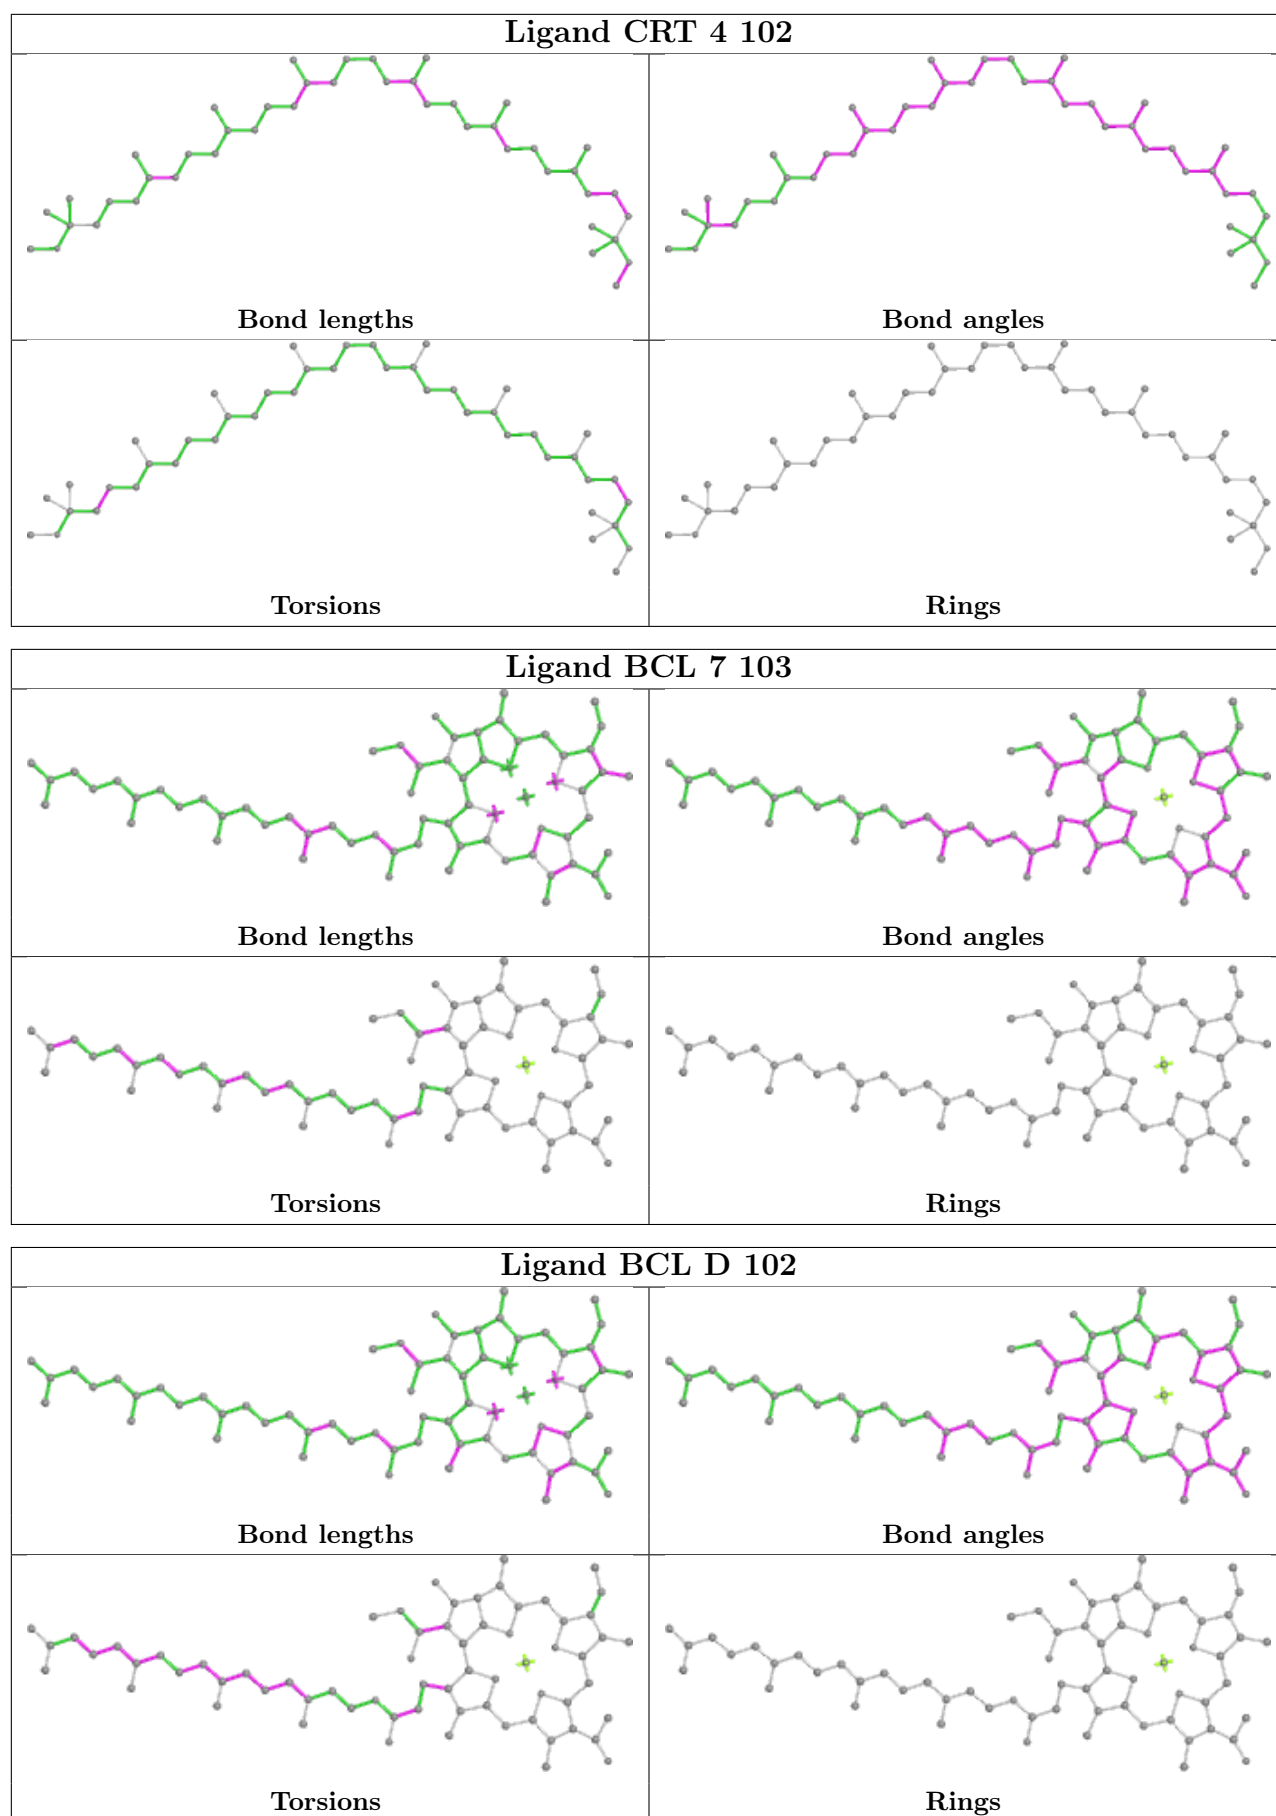 Ligand CRT 4 102
Bond lengths
Bond angles
Torsions
Rings
Ligand BCL 7 103
Bond lengths
Bond angles
Torsions
Rings
Ligand BCL D 102
Bond lengths
Bond angles
Torsions
Rings